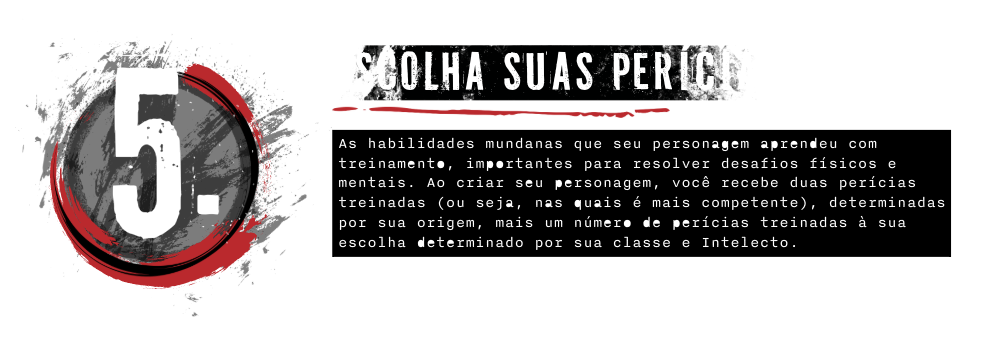 5.
ESCOLHA SUAS PERÍCIAS
As habilidades mundanas que seu personagem aprendeu com
treinamento, importantes para resolver desafios físicos e
mentais. Ao criar seu personagem, você recebe duas perícias
treinadas (ou seja, nas quais é mais competente), determinadas
por sua origem, mais um número de perícias treinadas à sua
escolha determinado por sua classe e Intelecto.